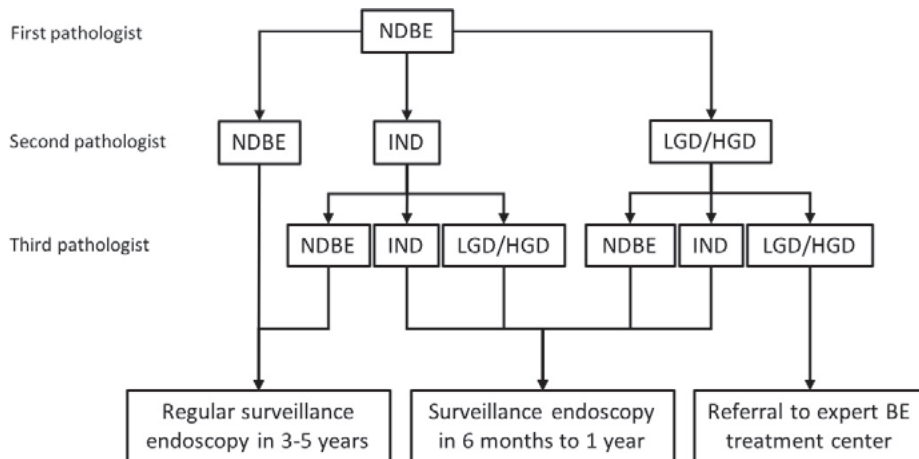 First pathologist
NDBE
Second pathologist
NDBE
IND
LGD/HGD
Third pathologist
NDBE
IND
LGD/HGD
NDBE
IND
LGD/HGD
Regular surveillance
endoscopy in 3-5 years
Surveillance endoscopy
in 6 months to 1 year
Referral to expert BE
treatment center